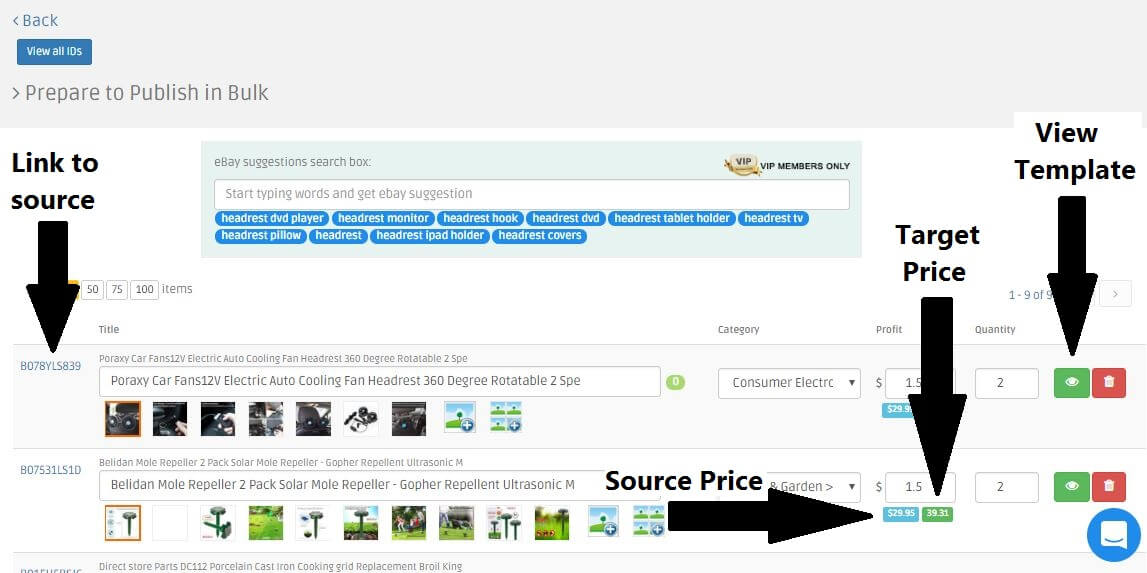 ‹ Back
View all IDs
› Prepare to Publish in Bulk
View
Template
Link to
source
eBay suggestions search box:
VIP
VIP MEMBERS ONLY
Start typing words and get ebay suggestion
headrest dvd player headrest monitor headrest hook headrest dvd headrest tablet holder headrest tv
headrest pillow headrest headrest ipad holder headrest covers
Target
Price
50 75 100 items
1 - 9 of 9
Title Category Profit Quantity
Poraxy Car Fans12V Electric Auto Cooling Fan Headrest 360 Degree Rotatable 2 Spe
B078YLS839
Poraxy Car Fans12V Electric Auto Cooling Fan Headrest 360 Degree Rotatable 2 Spe 0 Consumer Electrc $ 1.5 2
Belidan Mole Repeller 2 Pack Solar Mole Repeller - Gopher Repellent Ultrasonic M
B07531LS1D
Belidan Mole Repeller 2 Pack Solar Mole Repeller - Gopher Repellent Ultrasonic M
Source Price
& Garden > $ 1.5 2
$29.95 39.31
Direct store Parts DC112 Porcelain Cast Iron Cooking grid Replacement Broil King